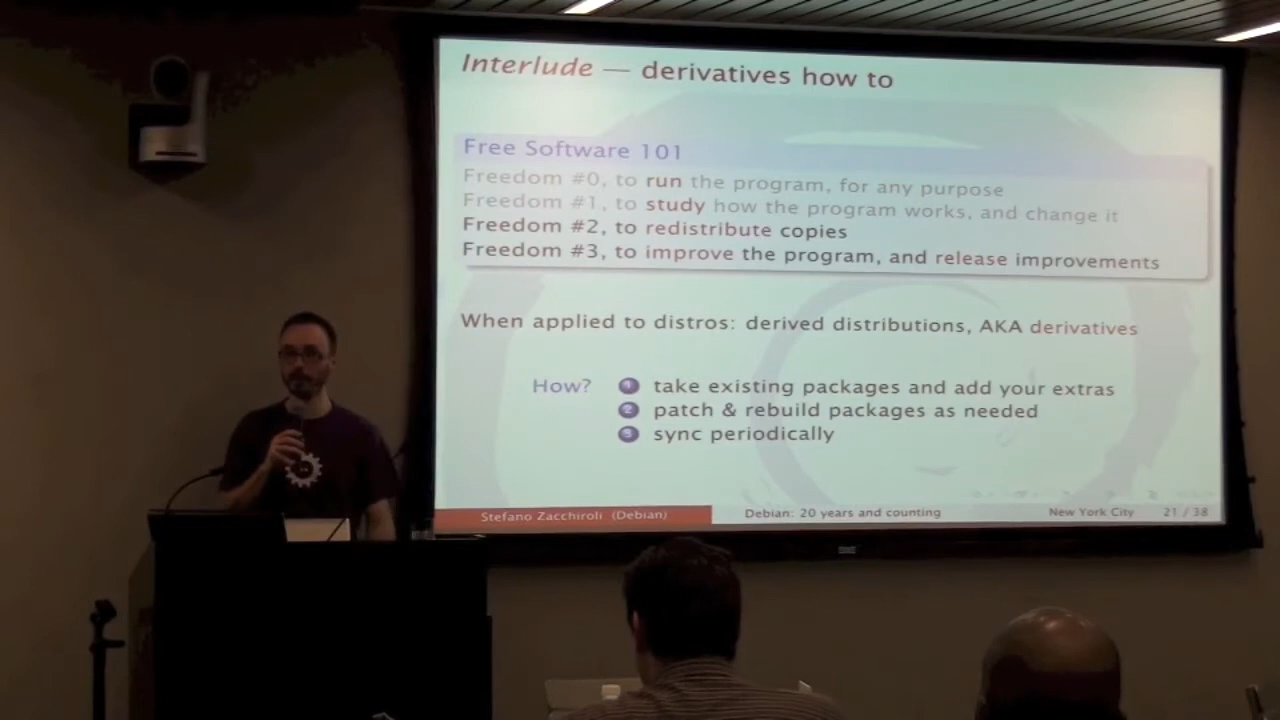 Interlude — derivatives how to
Free Software 101
Freedom #0, to run the program, for any purpose
Freedom #1, to study how the program works, and change it
Freedom #2, to redistribute copies
Freedom #3, to improve the program, and release improvements
When applied to distros: derived distributions, AKA derivatives
How? 1 take existing packages and add your extras
2 patch & rebuild packages as needed
3 sync periodically
Stefano Zacchiroli (Debian) Debian: 20 years and counting New York City 21 / 38